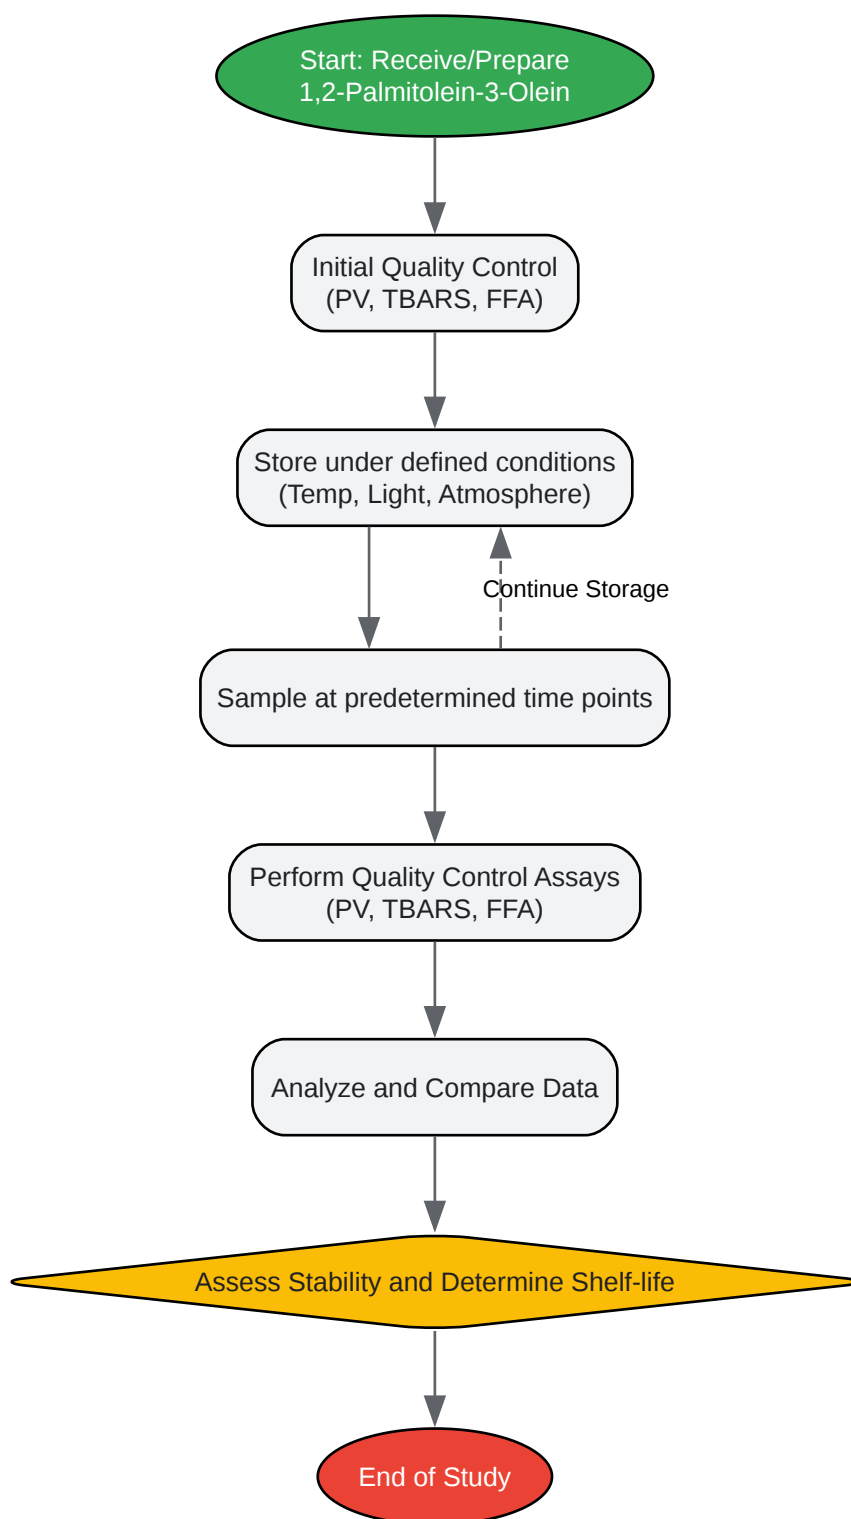 Start: Receive/Prepare
1,2-Palmitolein-3-Olein
Initial Quality Control
(PV, TBARS, FFA)
Store under defined conditions
(Temp, Light, Atmosphere)
Continue Storage
Sample at predetermined time points
Perform Quality Control Assays
(PV, TBARS, FFA)
Analyze and Compare Data
Assess Stability and Determine Shelf-life
End of Study